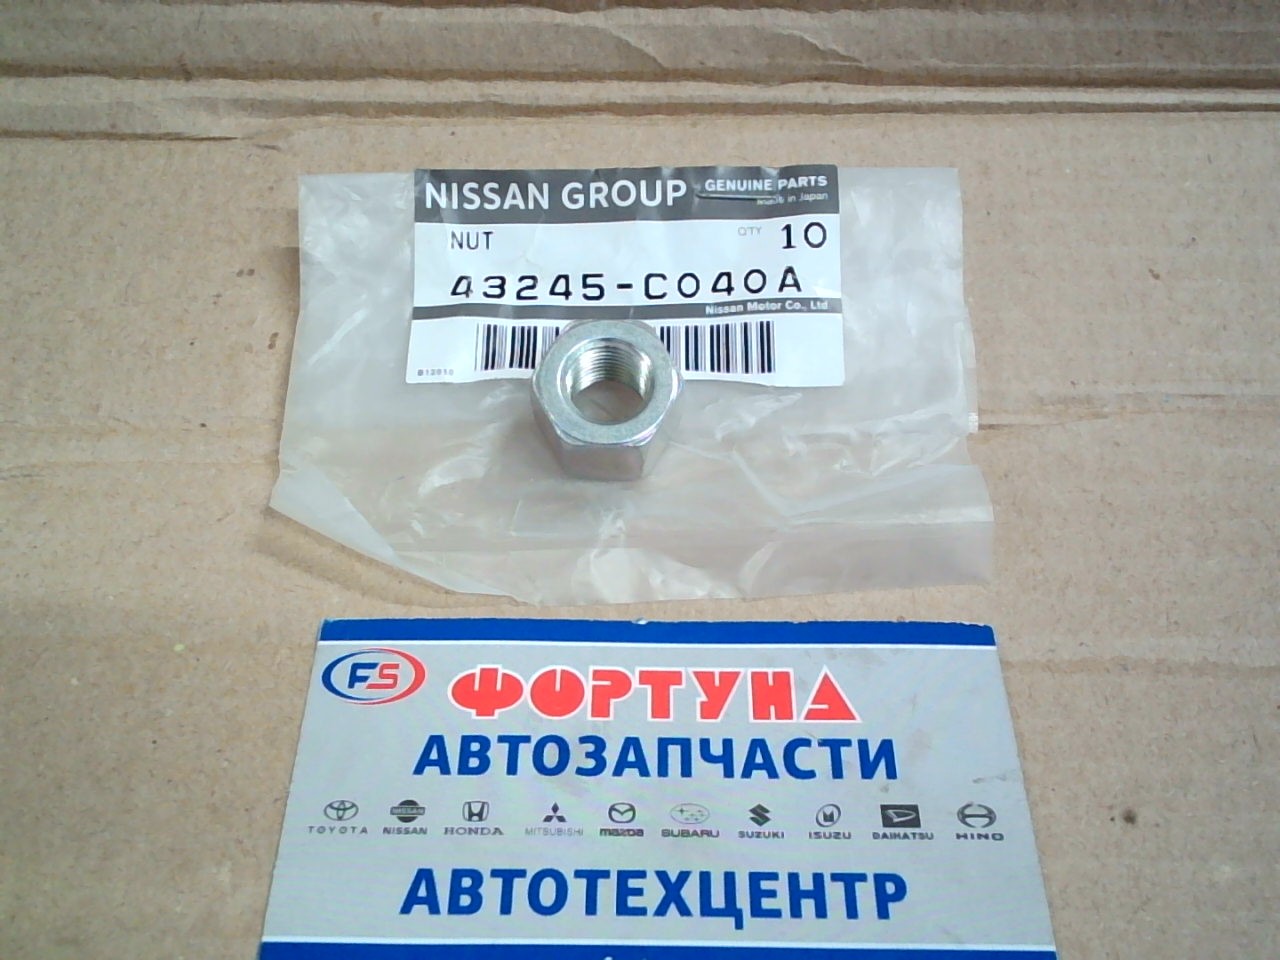 NISSAN GROUP GENUINE PARTS
made in Japan
NUT QTY 10
43245-C040A
Nissan Motor Co., Ltd
FS ФОРТУНА
АВТОЗАПЧАСТИ
TOYOTA NISSAN HONDA MITSUBISHI mazda SUBARU SUZUKI ISUZU DAIHATSU HINO
АВТОТЕХЦЕНТР